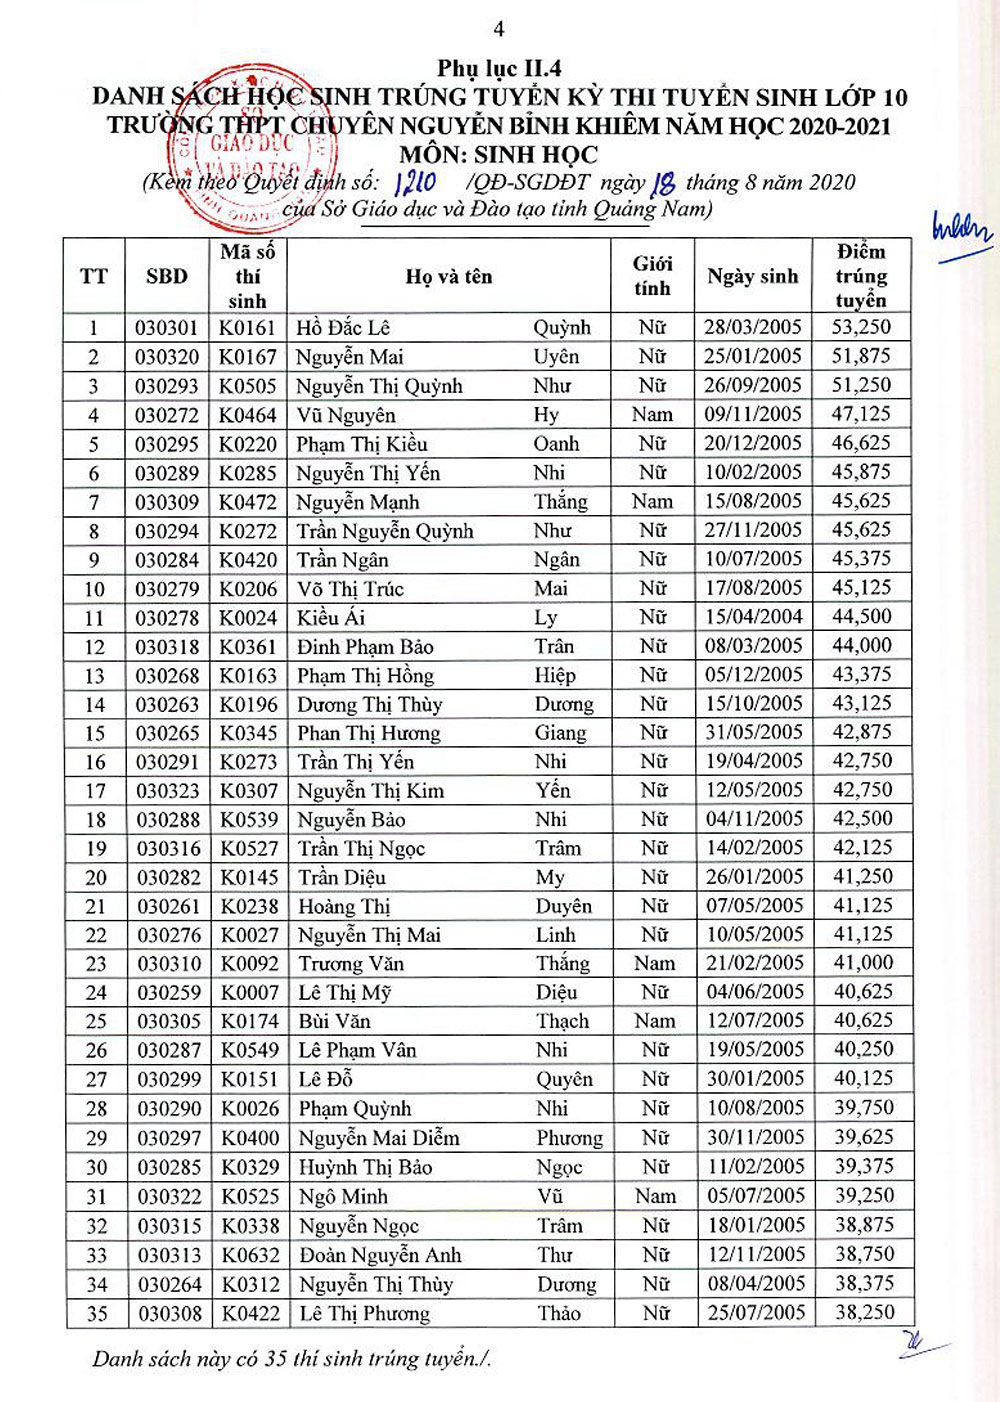 4
Phụ lục II.4
DANH SÁCH HỌC SINH TRÚNG TUYỂN KỲ THI TUYỂN SINH LỚP 10
TRƯỜNG THPT CHUYÊN NGUYỄN BỈNH KHIÊM NĂM HỌC 2020-2021
MÔN: SINH HỌC
(Kèm theo Quyết định số: 1210 /QĐ-SGDĐT ngày 18 tháng 8 năm 2020
của Sở Giáo dục và Đào tạo tỉnh Quảng Nam)
SỞ
GIÁO DỤC
VÀ ĐÀO TẠO
TT SBD Mã số thí sinh Họ và tên Giới tính Ngày sinh Điểm trúng tuyển
1 030301 K0161 Hồ Đắc Lê Quỳnh Nữ 28/03/2005 53,250
2 030320 K0167 Nguyễn Mai Uyên Nữ 25/01/2005 51,875
3 030293 K0505 Nguyễn Thị Quỳnh Như Nữ 26/09/2005 51,250
4 030272 K0464 Vũ Nguyên Hy Nam 09/11/2005 47,125
5 030295 K0220 Phạm Thị Kiều Oanh Nữ 20/12/2005 46,625
6 030289 K0285 Nguyễn Thị Yến Nhi Nữ 10/02/2005 45,875
7 030309 K0472 Nguyễn Mạnh Thắng Nam 15/08/2005 45,625
8 030294 K0272 Trần Nguyễn Quỳnh Như Nữ 27/11/2005 45,625
9 030284 K0420 Trần Ngân Ngân Nữ 10/07/2005 45,375
10 030279 K0206 Võ Thị Trúc Mai Nữ 17/08/2005 45,125
11 030278 K0024 Kiều Ái Ly Nữ 15/04/2004 44,500
12 030318 K0361 Đinh Phạm Bảo Trân Nữ 08/03/2005 44,000
13 030268 K0163 Phạm Thị Hồng Hiệp Nữ 05/12/2005 43,375
14 030263 K0196 Dương Thị Thùy Dương Nữ 15/10/2005 43,125
15 030265 K0345 Phan Thị Hương Giang Nữ 31/05/2005 42,875
16 030291 K0273 Trần Thị Yến Nhi Nữ 19/04/2005 42,750
17 030323 K0307 Nguyễn Thị Kim Yến Nữ 12/05/2005 42,750
18 030288 K0539 Nguyễn Bảo Nhi Nữ 04/11/2005 42,500
19 030316 K0527 Trần Thị Ngọc Trâm Nữ 14/02/2005 42,125
20 030282 K0145 Trần Diệu My Nữ 26/01/2005 41,250
21 030261 K0238 Hoàng Thị Duyên Nữ 07/05/2005 41,125
22 030276 K0027 Nguyễn Thị Mai Linh Nữ 10/05/2005 41,125
23 030310 K0092 Trương Văn Thắng Nam 21/02/2005 41,000
24 030259 K0007 Lê Thị Mỹ Diệu Nữ 04/06/2005 40,625
25 030305 K0174 Bùi Văn Thạch Nam 12/07/2005 40,625
26 030287 K0549 Lê Phạm Vân Nhi Nữ 19/05/2005 40,250
27 030299 K0151 Lê Đỗ Quyên Nữ 30/01/2005 40,125
28 030290 K0026 Phạm Quỳnh Nhi Nữ 10/08/2005 39,750
29 030297 K0400 Nguyễn Mai Diễm Phương Nữ 30/11/2005 39,625
30 030285 K0329 Huỳnh Thị Bảo Ngọc Nữ 11/02/2005 39,375
31 030322 K0525 Ngô Minh Vũ Nam 05/07/2005 39,250
32 030315 K0338 Nguyễn Ngọc Trâm Nữ 18/01/2005 38,875
33 030313 K0632 Đoàn Nguyễn Anh Thư Nữ 12/11/2005 38,750
34 030264 K0312 Nguyễn Thị Thùy Dương Nữ 08/04/2005 38,375
35 030308 K0422 Lê Thị Phương Thảo Nữ 25/07/2005 38,250
Danh sách này có 35 thí sinh trúng tuyển./.